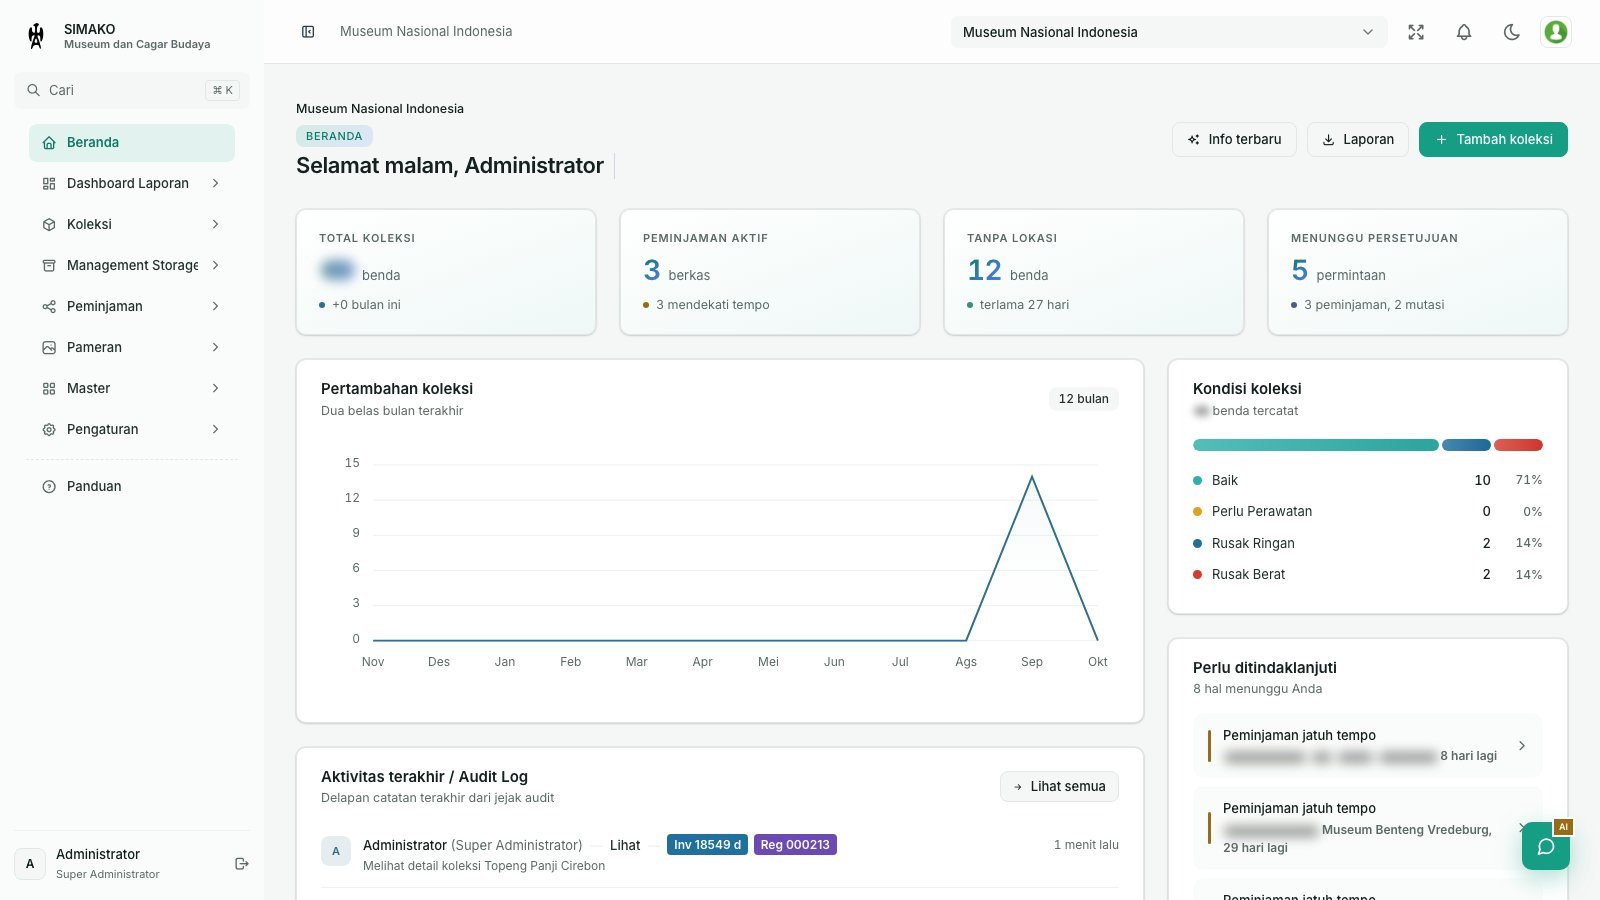 SIMAKO
Museum dan Cagar Budaya
Cari
⌘ K
Beranda
Dashboard Laporan
Koleksi
Management Storage
Peminjaman
Pameran
Master
Pengaturan
Panduan
A
Administrator
Super Administrator
Museum Nasional Indonesia
Museum Nasional Indonesia
Museum Nasional Indonesia
BERANDA
Selamat malam, Administrator
Info terbaru
Laporan
Tambah koleksi
TOTAL KOLEKSI
benda
+0 bulan ini
PEMINJAMAN AKTIF
3 berkas
3 mendekati tempo
TANPA LOKASI
12 benda
terlama 27 hari
MENUNGGU PERSETUJUAN
5 permintaan
3 peminjaman, 2 mutasi
Pertambahan koleksi
Dua belas bulan terakhir
12 bulan
15
12
9
6
3
0
Nov Des Jan Feb Mar Apr Mei Jun Jul Ags Sep Okt
Kondisi koleksi
benda tercatat
Baik 10 71%
Perlu Perawatan 0 0%
Rusak Ringan 2 14%
Rusak Berat 2 14%
Perlu ditindaklanjuti
8 hal menunggu Anda
Peminjaman jatuh tempo
8 hari lagi
Peminjaman jatuh tempo
Museum Benteng Vredeburg,
29 hari lagi
Peminjaman jatuh tempo
AI
Aktivitas terakhir / Audit Log
Delapan catatan terakhir dari jejak audit
Lihat semua
A
Administrator (Super Administrator) — Lihat — Inv 18549 d Reg 000213
1 menit lalu
Melihat detail koleksi Topeng Panji Cirebon